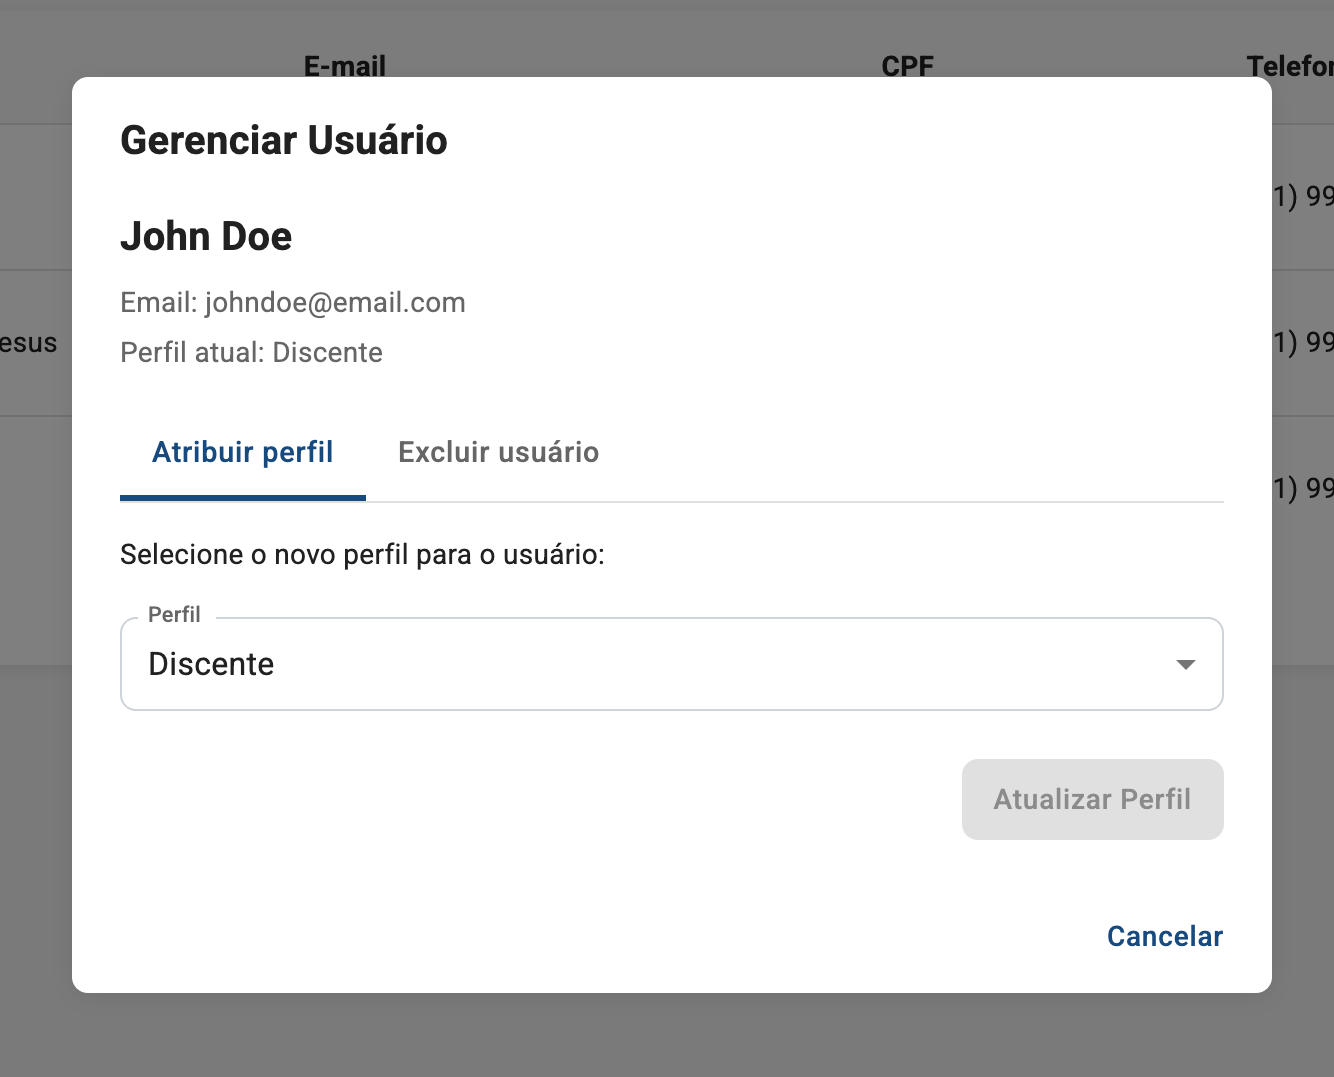 E-mail CPF Telefor
Gerenciar Usuário
1) 99
John Doe
Email: johndoe@email.com
esus 1) 99
Perfil atual: Discente
Atribuir perfil Excluir usuário
1) 99
Selecione o novo perfil para o usuário:
Perfil
Discente
Atualizar Perfil
Cancelar